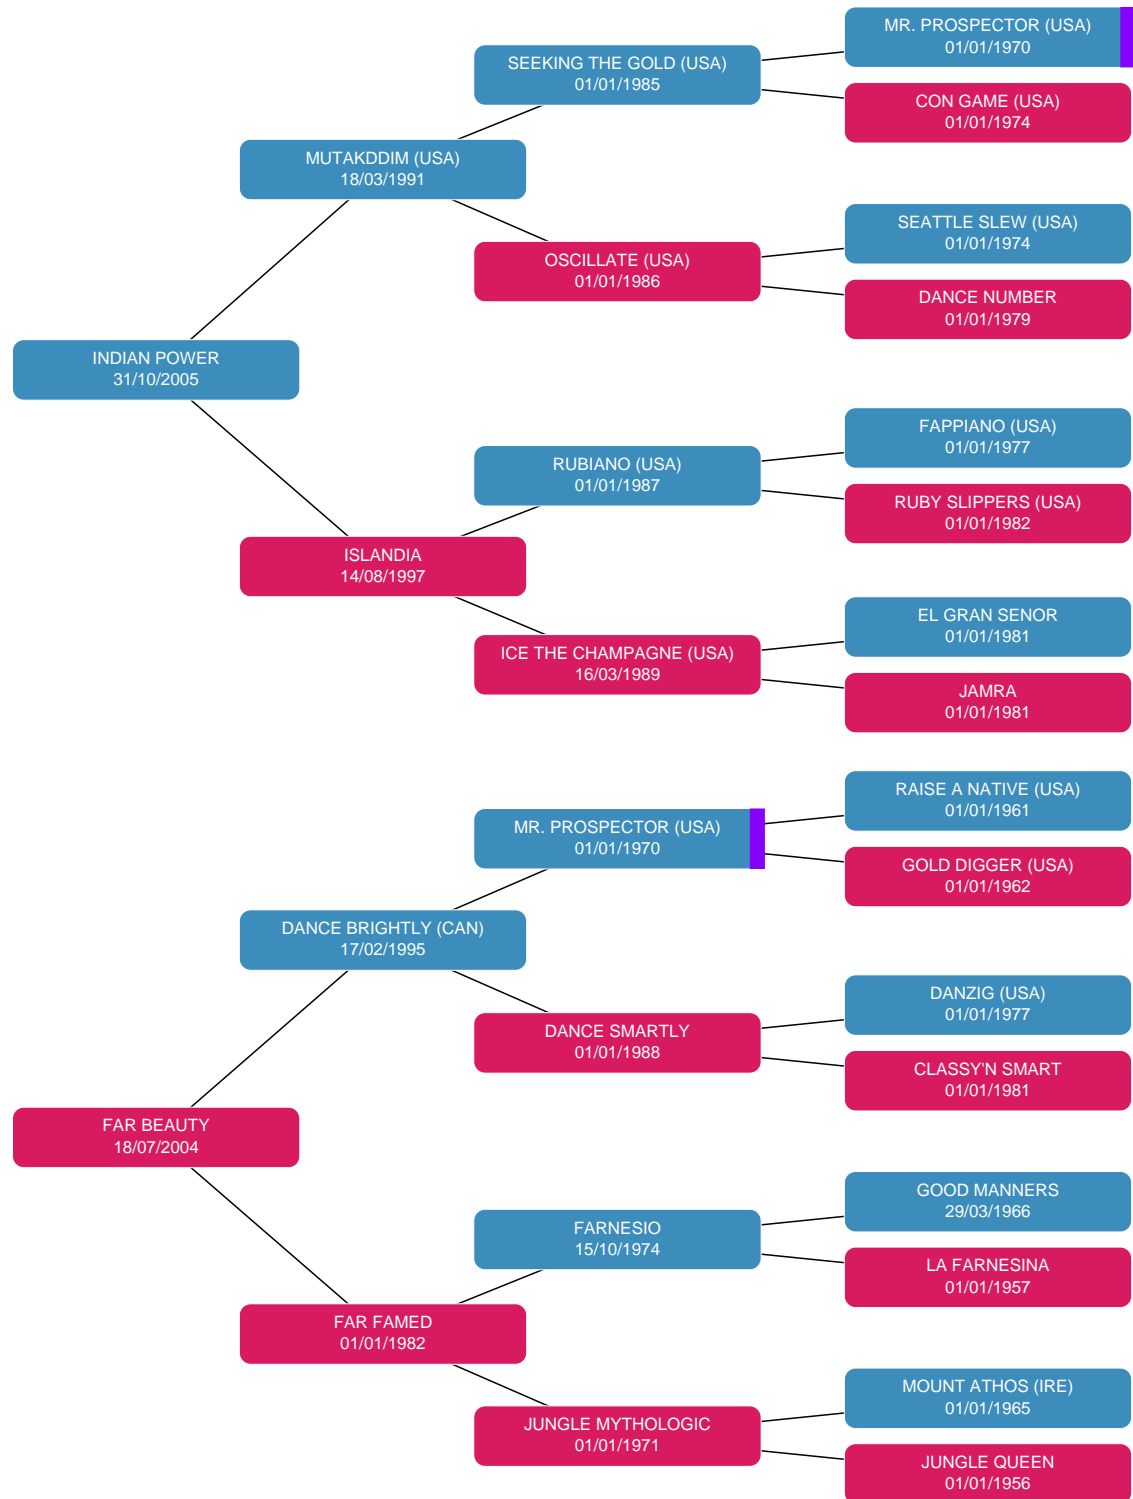 MR. PROSPECTOR (USA)
01/01/1970
SEEKING THE GOLD (USA)
01/01/1985
CON GAME (USA)
01/01/1974
MUTAKDDIM (USA)
18/03/1991
SEATTLE SLEW (USA)
01/01/1974
OSCILLATE (USA)
01/01/1986
DANCE NUMBER
01/01/1979
INDIAN POWER
31/10/2005
FAPPIANO (USA)
01/01/1977
RUBIANO (USA)
01/01/1987
RUBY SLIPPERS (USA)
01/01/1982
ISLANDIA
14/08/1997
EL GRAN SENOR
01/01/1981
ICE THE CHAMPAGNE (USA)
16/03/1989
JAMRA
01/01/1981
RAISE A NATIVE (USA)
01/01/1961
MR. PROSPECTOR (USA)
01/01/1970
GOLD DIGGER (USA)
01/01/1962
DANCE BRIGHTLY (CAN)
17/02/1995
DANZIG (USA)
01/01/1977
DANCE SMARTLY
01/01/1988
CLASSY'N SMART
01/01/1981
FAR BEAUTY
18/07/2004
GOOD MANNERS
29/03/1966
FARNESIO
15/10/1974
LA FARNESINA
01/01/1957
FAR FAMED
01/01/1982
MOUNT ATHOS (IRE)
01/01/1965
JUNGLE MYTHOLOGIC
01/01/1971
JUNGLE QUEEN
01/01/1956